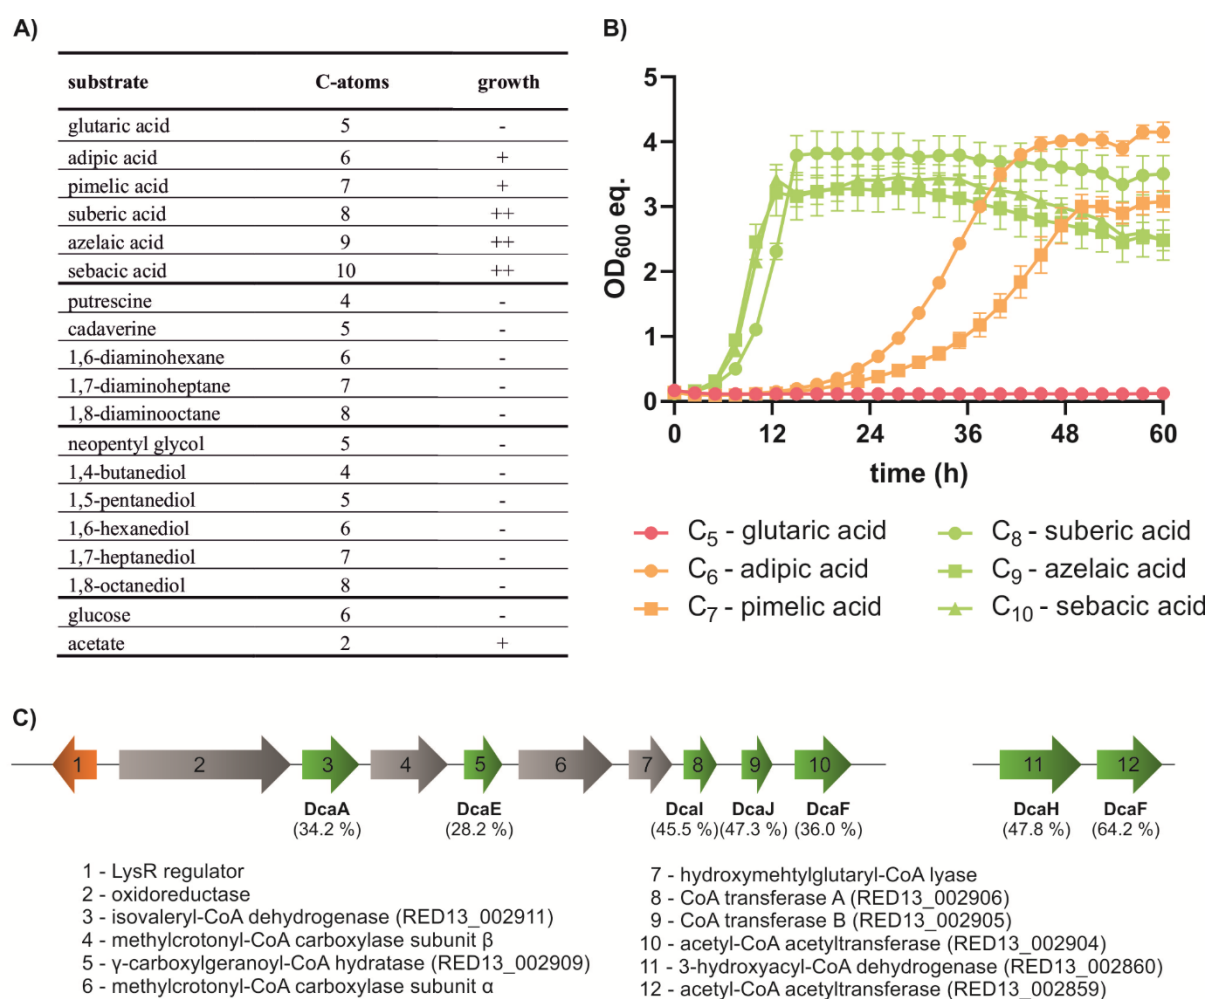 A)
substrate C-atoms growth
glutaric acid 5 -
adipic acid 6 +
pimelic acid 7 +
suberic acid 8 ++
azelaic acid 9 ++
sebacic acid 10 ++
putrescine 4 -
cadaverine 5 -
1,6-diaminohexane 6 -
1,7-diaminoheptane 7 -
1,8-diaminooctane 8 -
neopentyl glycol 5 -
1,4-butanediol 4 -
1,5-pentanediol 5 -
1,6-hexanediol 6 -
1,7-heptanediol 7 -
1,8-octanediol 8 -
glucose 6 -
acetate 2 +
B)
OD600 eq.
5
4
3
2
1
0
0 12 24 36 48 60
time (h)
C5 - glutaric acid
C6 - adipic acid
C7 - pimelic acid
C8 - suberic acid
C9 - azelaic acid
C10 - sebacic acid
C)
1 2 3 4 5 6 7 8 9 10 11 12
DcaA DcaE DcaI DcaJ DcaF DcaH DcaF
(34.2 %) (28.2 %) (45.5 %) (47.3 %) (36.0 %) (47.8 %) (64.2 %)
1 - LysR regulator
2 - oxidoreductase
3 - isovaleryl-CoA dehydrogenase (RED13_002911)
4 - methylcrotonyl-CoA carboxylase subunit β
5 - γ-carboxylgeranoyl-CoA hydratase (RED13_002909)
6 - methylcrotonyl-CoA carboxylase subunit α
7 - hydroxymehtylglutaryl-CoA lyase
8 - CoA transferase A (RED13_002906)
9 - CoA transferase B (RED13_002905)
10 - acetyl-CoA acetyltransferase (RED13_002904)
11 - 3-hydroxyacyl-CoA dehydrogenase (RED13_002860)
12 - acetyl-CoA acetyltransferase (RED13_002859)